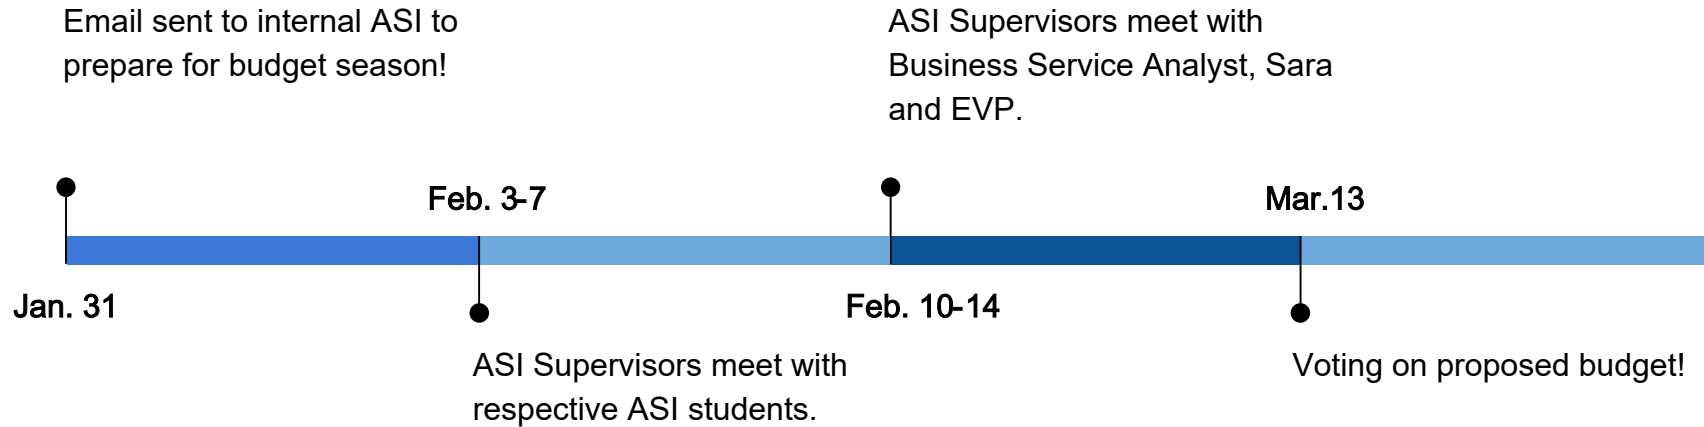 Email sent to internal ASI to
prepare for budget season!
ASI Supervisors meet with
Business Service Analyst, Sara
and EVP.
Feb. 3-7
Mar.13
Jan. 31
Feb. 10-14
ASI Supervisors meet with
respective ASI students.
Voting on proposed budget!